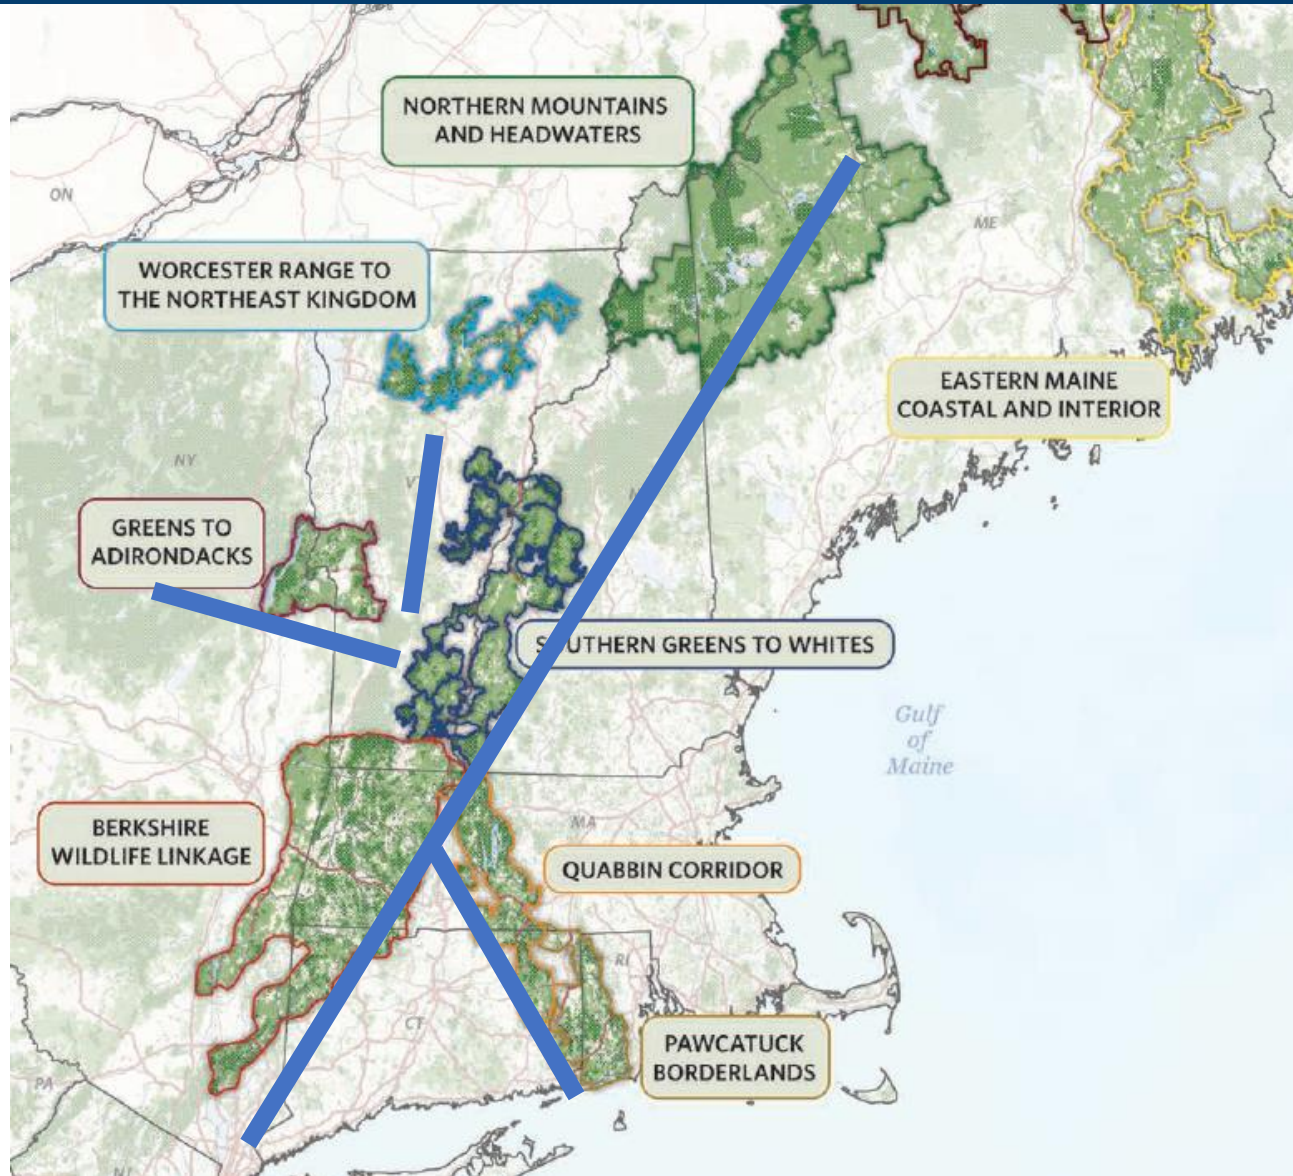 NORTHERN MOUNTAINS
AND HEADWATERS
ON
ME
WORCESTER RANGE TO
THE NORTHEAST KINGDOM
EASTERN MAINE
COASTAL AND INTERIOR
NY
GREENS TO
ADIRONDACKS
SOUTHERN GREENS TO WHITES
Gulf
of
Maine
BERKSHIRE
WILDLIFE LINKAGE
MA
QUABBIN CORRIDOR
RI
CT
PAWCATUCK
BORDERLANDS
PA